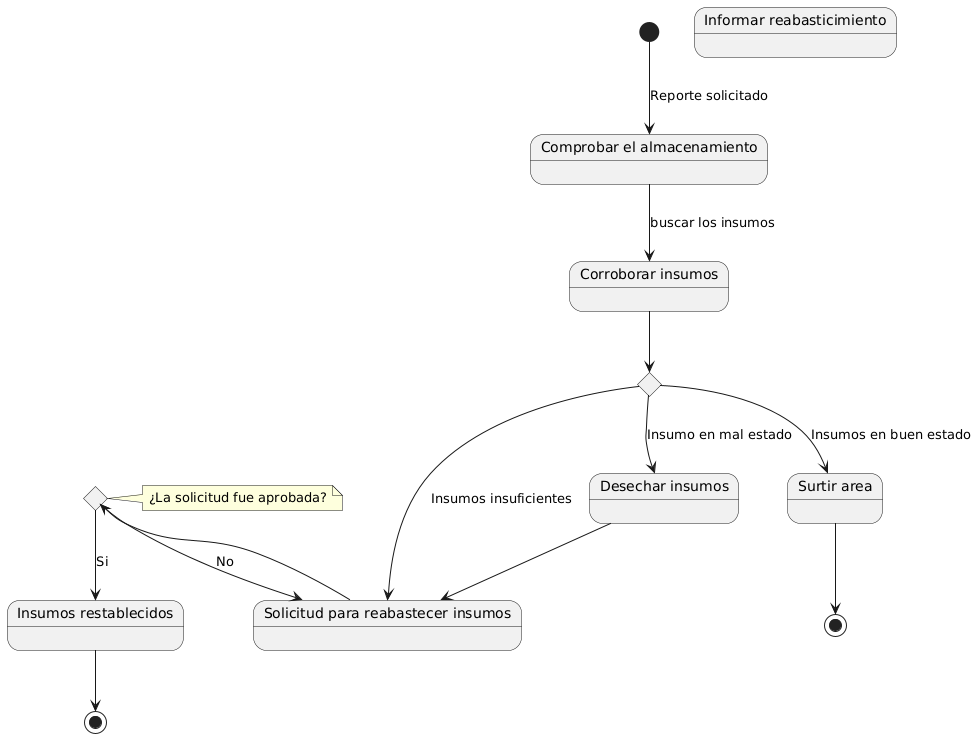 Informar reabasticimiento
Reporte solicitado
Comprobar el almacenamiento
buscar los insumos
Corroborar insumos
Insumo en mal estado
Insumos en buen estado
Insumos insuficientes
¿La solicitud fue aprobada?
Desechar insumos
Surtir area
Si
No
Insumos restablecidos
Solicitud para reabastecer insumos